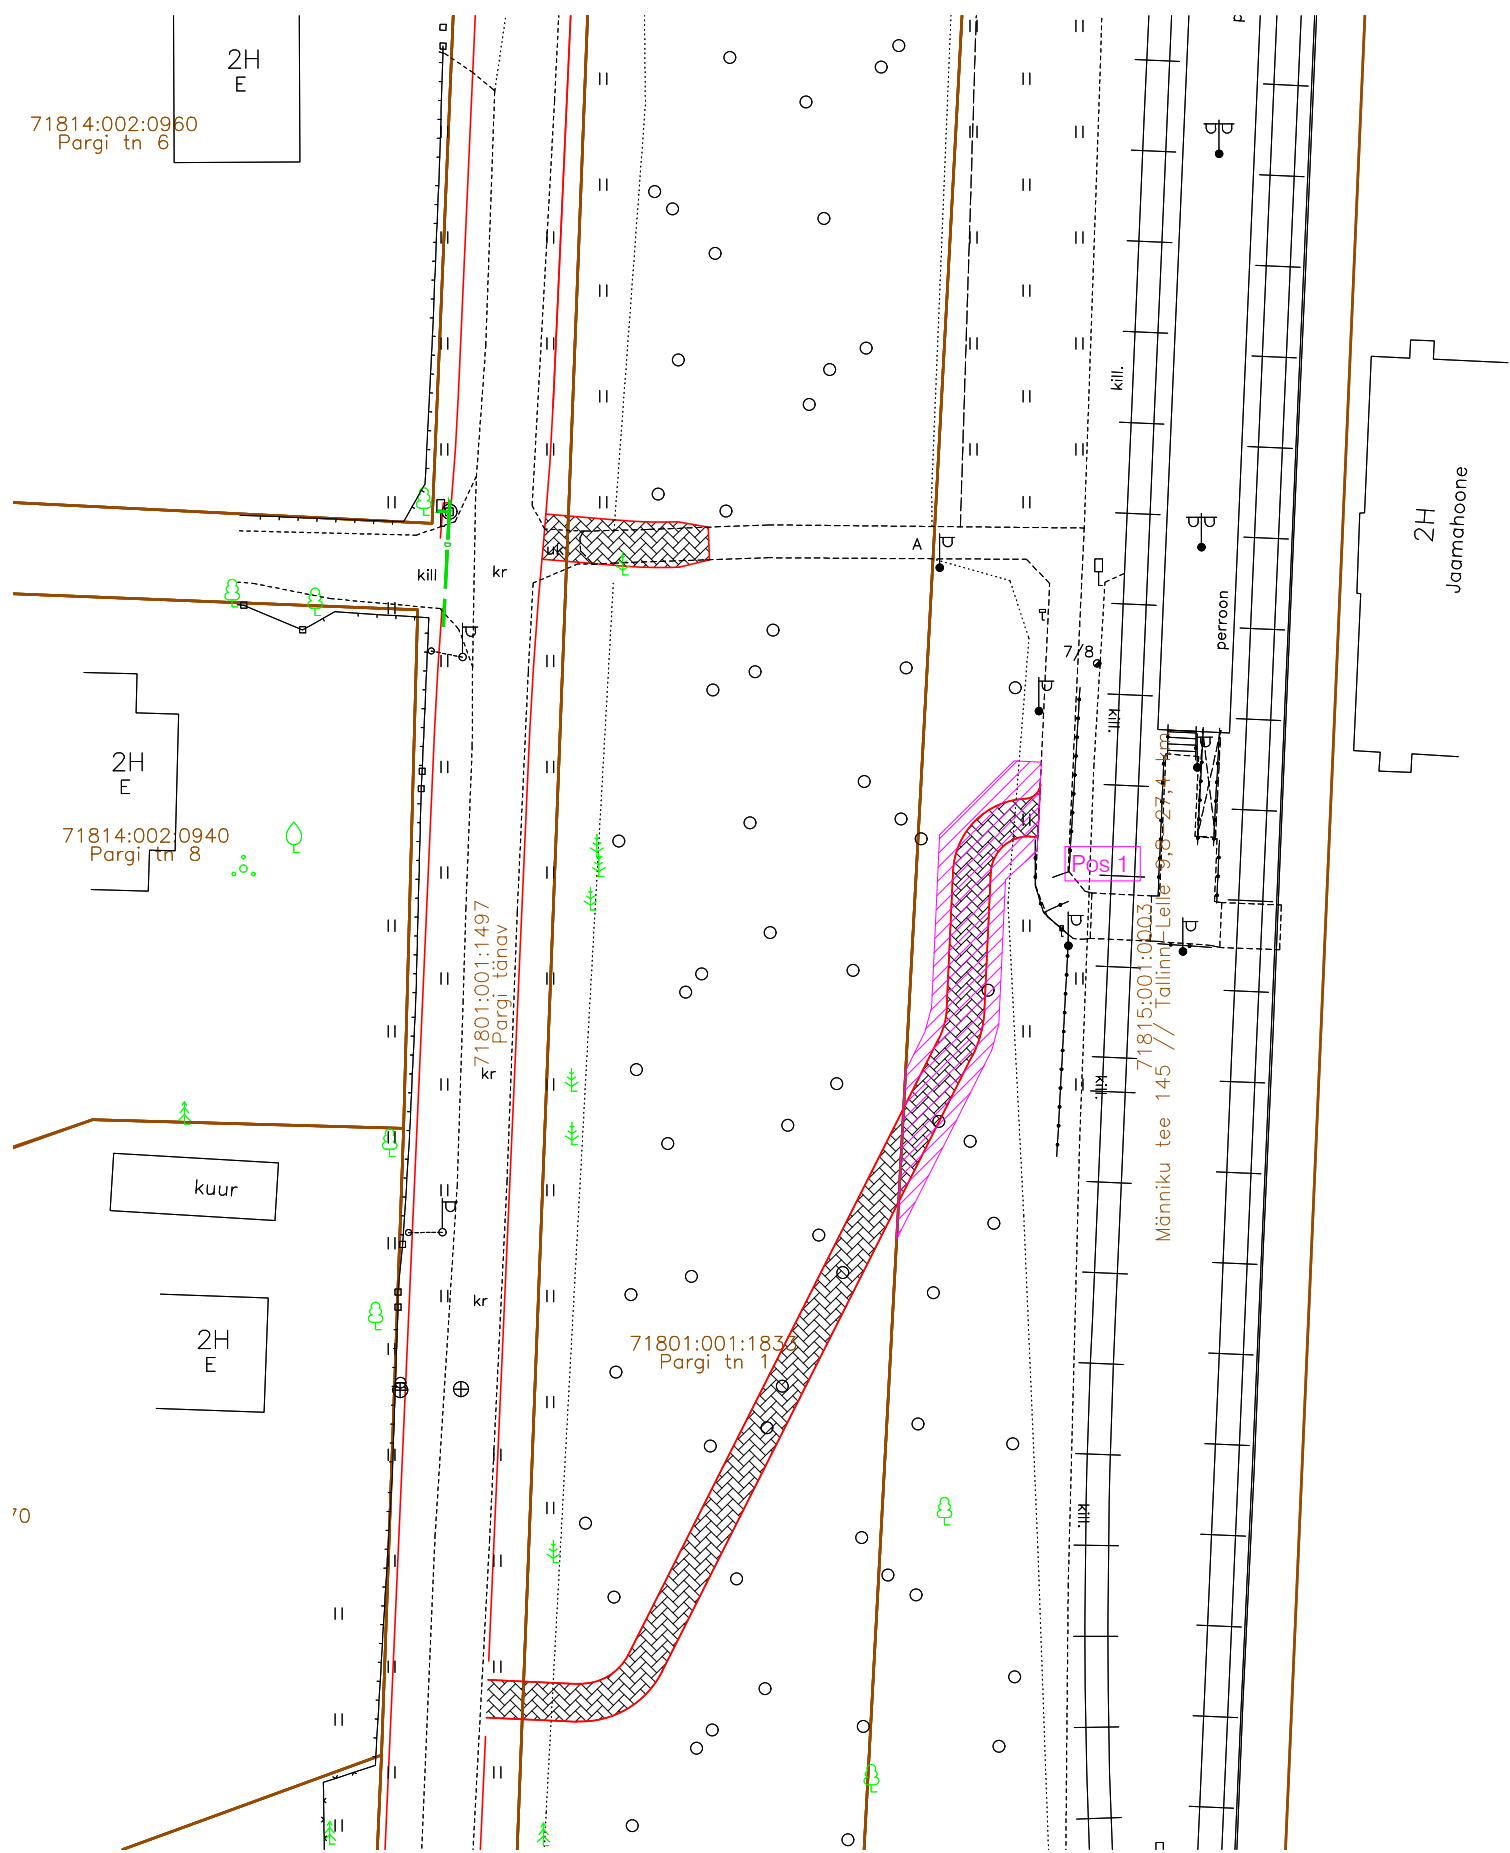 2H
E
71814:002:0960
Pargi tn 6
kill.
2H
Jaamahoone
uk
A
kill
kr
perroon
7/8
kill.
2H
E
71814:002:0940
Pargi tn 8
Pos 1
71801:001:1497
Pargi tänav
71815:001:0003
Männiku tee 145 // Tallinn-Lelle 9,8-27,4 km
kr
kil.
kuur
kr
2H
E
71801:001:1833
Pargi tn 1
70
kill.